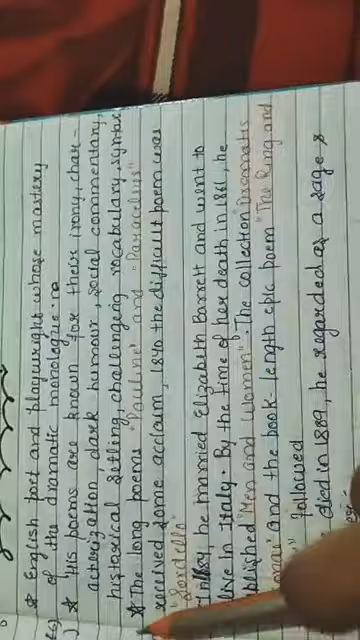 * English poet and playwright whose mastery
of the dramatic monologue.
* His poems are known for their irony, char-
acterization dark humour, social commentary,
historical setling, challenging vocabulary, syntax
* The long poems "Pauline" and "Paracelsus"
received some acclaim, 1840 the difficult poem was
"Sordello"
he married Elizabeth Barrett and went to
live in Italy. By the time of her death in 1861, he
blished Men and Women". The collection "Dramatis
and the book-length epic poem "The Ring and
followed
died in 1889, he regarded as a sage &